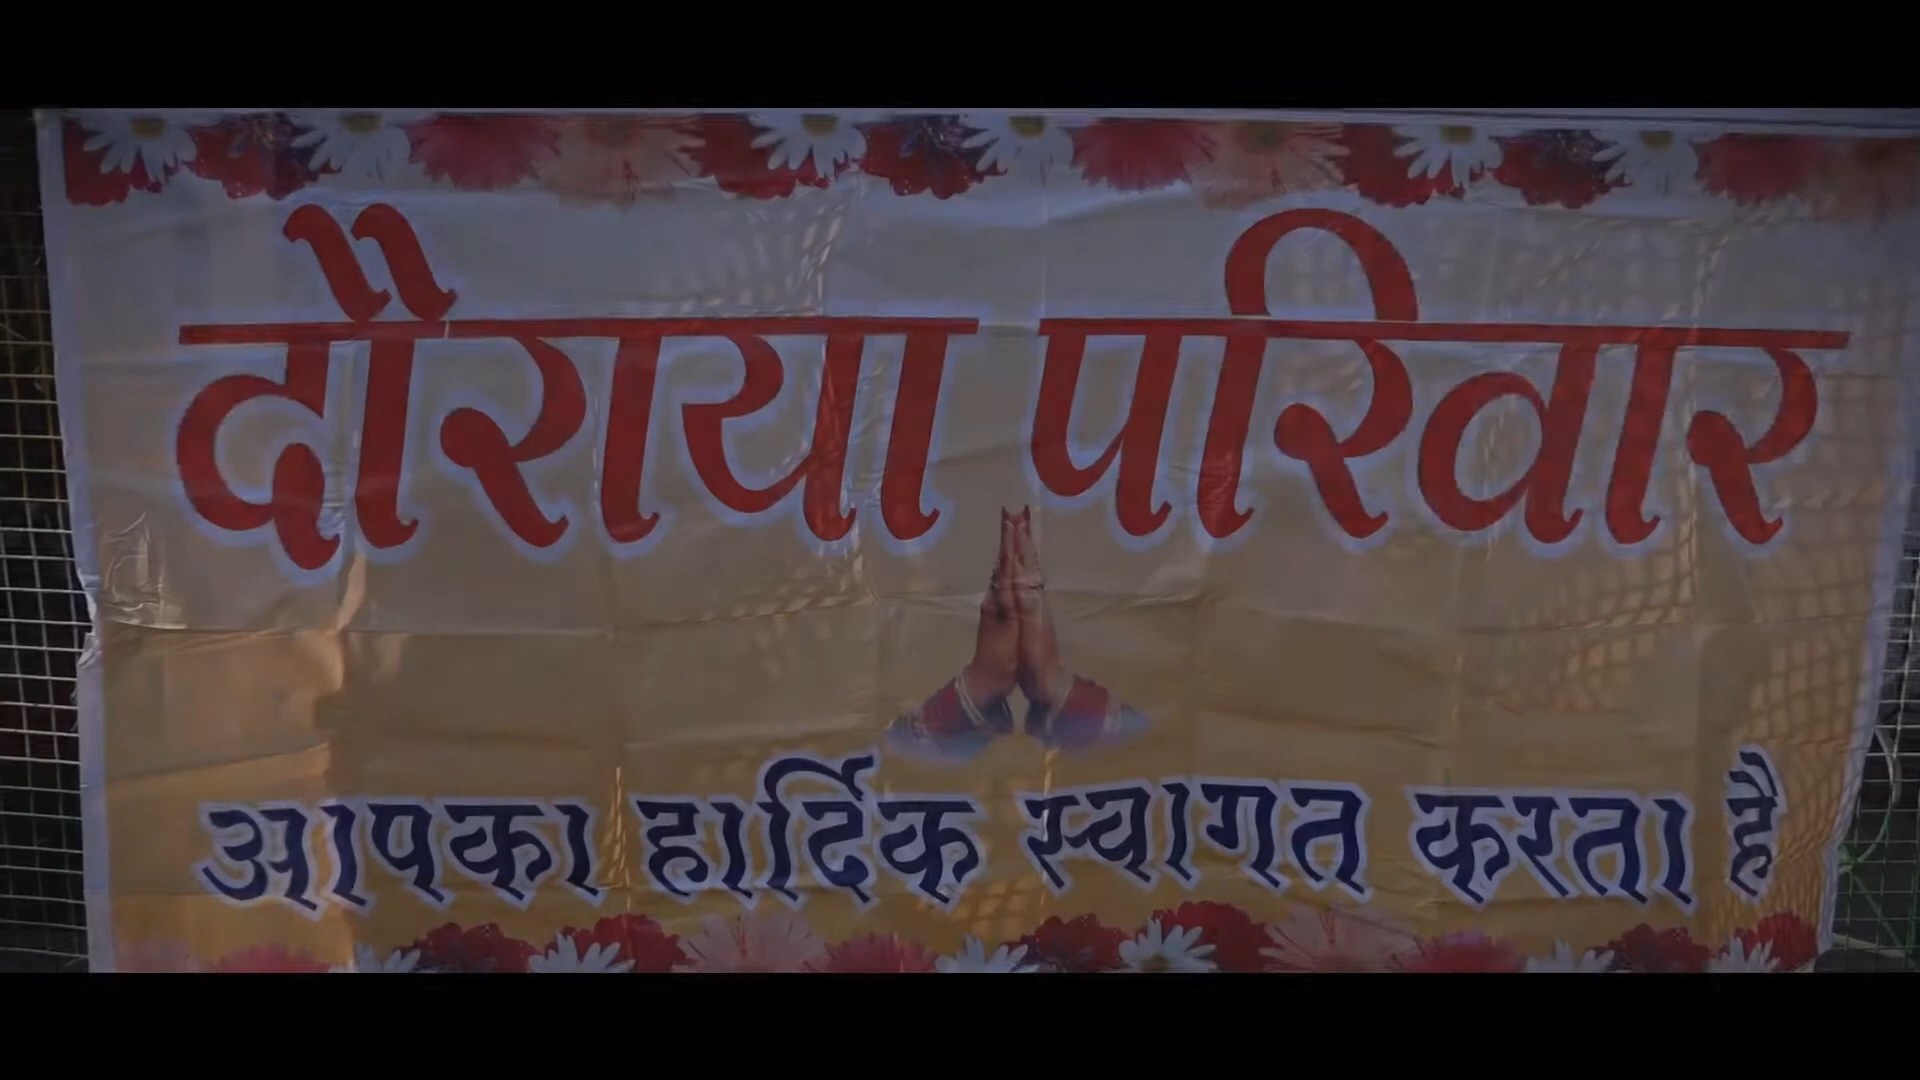 दौराया परिवार
आपका हार्दिक स्वागत करता है